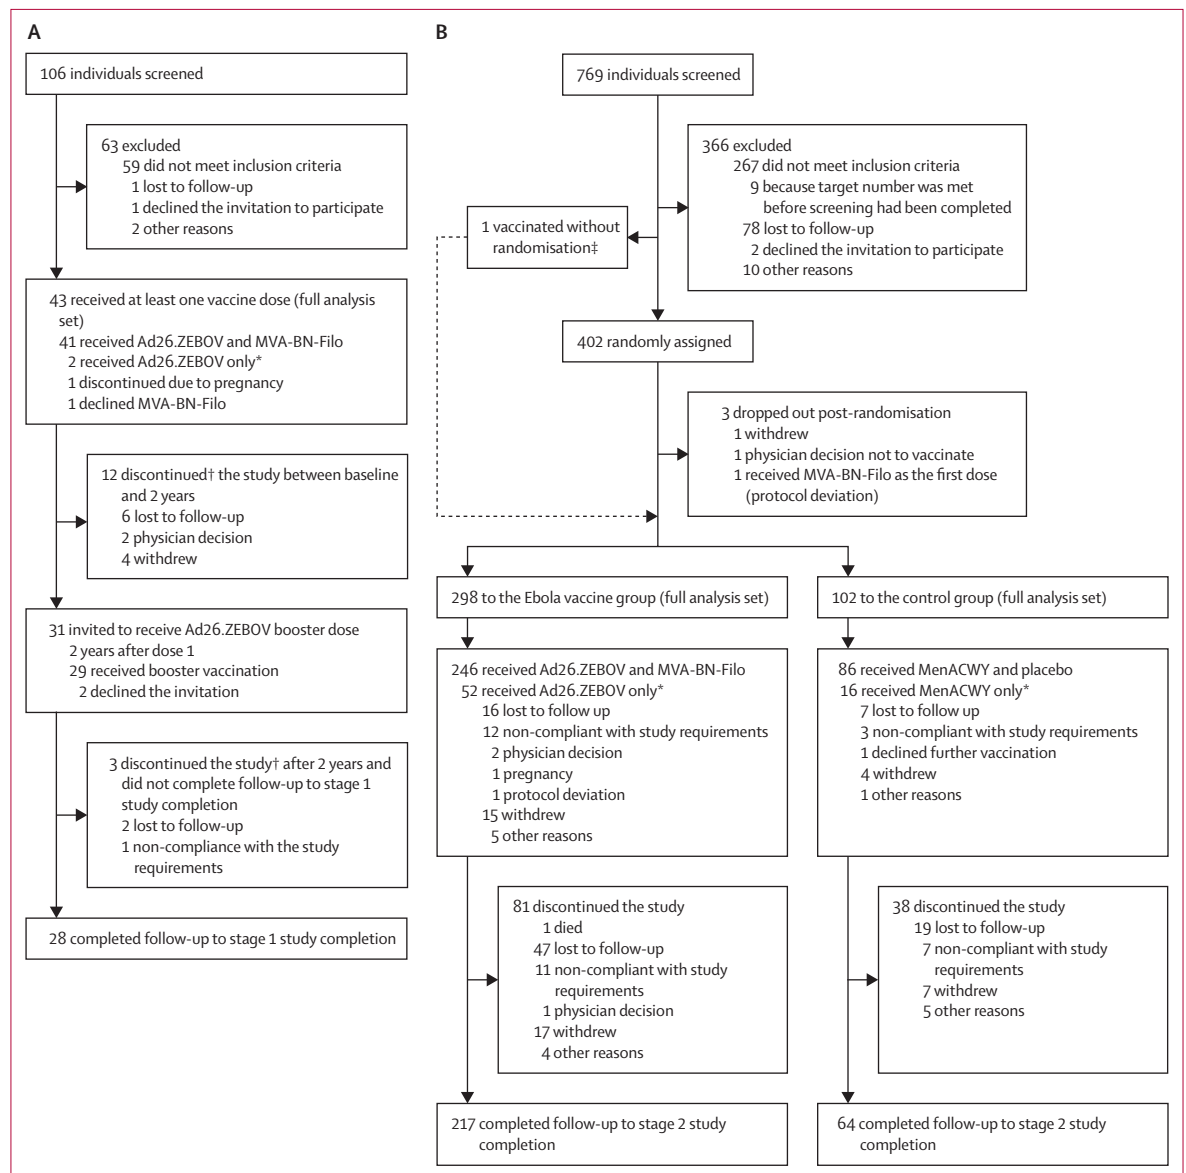 A
106 individuals screened
63 excluded
59 did not meet inclusion criteria
1 lost to follow-up
1 declined the invitation to participate
2 other reasons
43 received at least one vaccine dose (full analysis
set)
41 received Ad26.ZEBOV and MVA-BN-Filo
2 received Ad26.ZEBOV only*
1 discontinued due to pregnancy
1 declined MVA-BN-Filo
12 discontinued† the study between baseline
and 2 years
6 lost to follow-up
2 physician decision
4 withdrew
31 invited to receive Ad26.ZEBOV booster dose
2 years after dose 1
29 received booster vaccination
2 declined the invitation
3 discontinued the study† after 2 years and
did not complete follow-up to stage 1
study completion
2 lost to follow-up
1 non-compliance with the study
requirements
28 completed follow-up to stage 1 study completion
B
769 individuals screened
366 excluded
267 did not meet inclusion criteria
9 because target number was met
before screening had been completed
78 lost to follow-up
2 declined the invitation to participate
10 other reasons
1 vaccinated without
randomisation‡
402 randomly assigned
3 dropped out post-randomisation
1 withdrew
1 physician decision not to vaccinate
1 received MVA-BN-Filo as the first dose
(protocol deviation)
298 to the Ebola vaccine group (full analysis set)
246 received Ad26.ZEBOV and MVA-BN-Filo
52 received Ad26.ZEBOV only*
16 lost to follow up
12 non-compliant with study requirements
2 physician decision
1 pregnancy
1 protocol deviation
15 withdrew
5 other reasons
81 discontinued the study
1 died
47 lost to follow-up
11 non-compliant with study
requirements
1 physician decision
17 withdrew
4 other reasons
217 completed follow-up to stage 2 study
completion
102 to the control group (full analysis set)
86 received MenACWY and placebo
16 received MenACWY only*
7 lost to follow up
3 non-compliant with study requirements
1 declined further vaccination
4 withdrew
1 other reasons
38 discontinued the study
19 lost to follow-up
7 non-compliant with study
requirements
7 withdrew
5 other reasons
64 completed follow-up to stage 2 study
completion